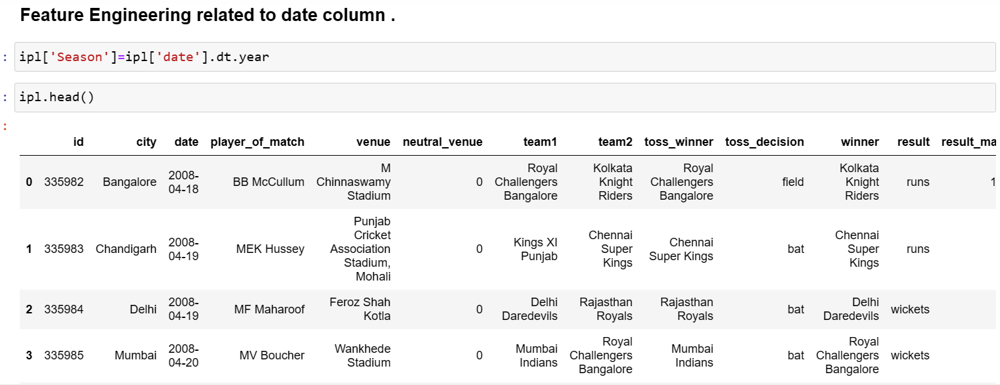 Feature Engineering related to date column .
: ipl['Season']=ipl['date'].dt.year
: ipl.head()
:
id city date player_of_match venue neutral_venue team1 team2 toss_winner toss_decision winner result result_ma
0 335982 Bangalore 2008-04-18 BB McCullum M Chinnaswamy Stadium 0 Royal Challengers Bangalore Kolkata Knight Riders Royal Challengers Bangalore field Kolkata Knight Riders runs 1
1 335983 Chandigarh 2008-04-19 MEK Hussey Punjab Cricket Association Stadium, Mohali 0 Kings XI Punjab Chennai Super Kings Chennai Super Kings bat Chennai Super Kings runs
2 335984 Delhi 2008-04-19 MF Maharoof Feroz Shah Kotla 0 Delhi Daredevils Rajasthan Royals Rajasthan Royals bat Delhi Daredevils wickets
3 335985 Mumbai 2008-04-20 MV Boucher Wankhede Stadium 0 Mumbai Indians Royal Challengers Bangalore Mumbai Indians bat Royal Challengers Bangalore wickets